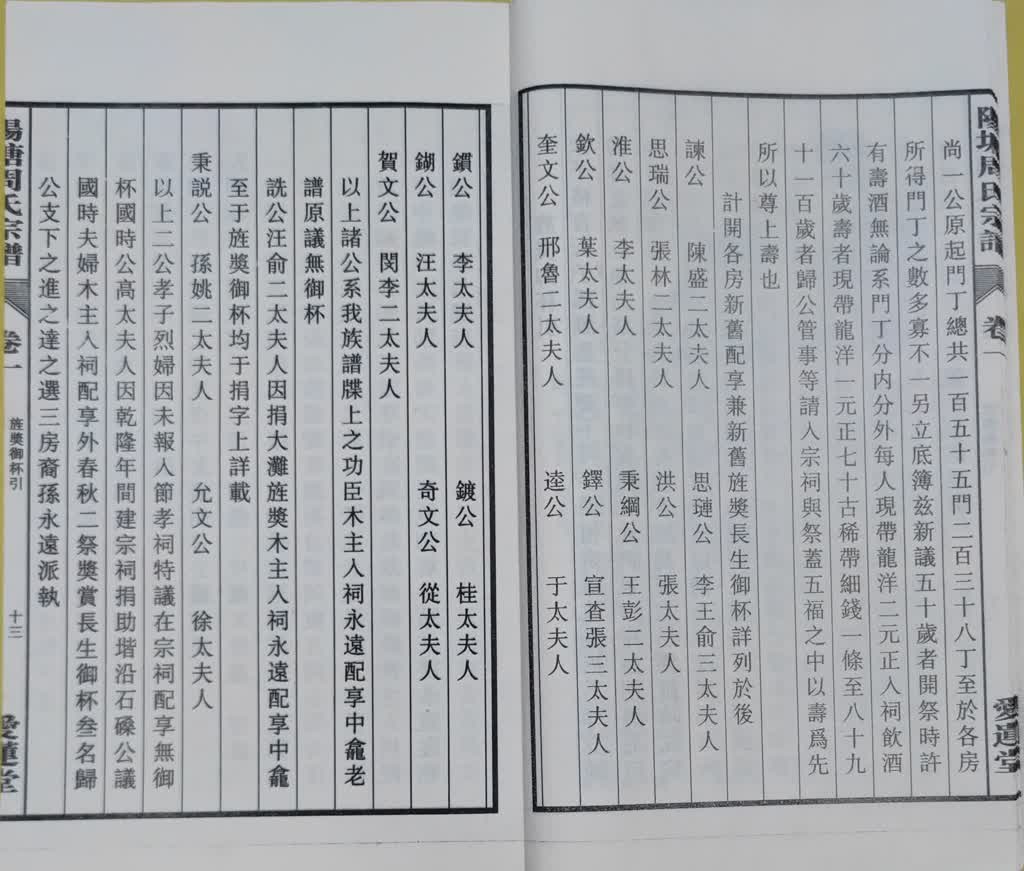 周氏宗譜
卷一
愛蓮堂
尚一公原起門丁總共一百五十五門二百三十八丁至於各房
所得門丁之數多寡不一另立底簿茲新議五十歲者開祭時許
有壽酒無論系門丁分内分外每人現帶龍洋二元正入祠飲酒
六十歲壽者現帶龍洋一元正七十古稀帶細錢一條至八十九
十一百歲者歸公管事等請入宗祠與祭蓋五福之中以壽爲先
所以尊上壽也
計開各房新舊配享兼新舊旌獎長生御杯詳列於後
諫公 陳盛二太夫人 思璉公 李王俞三太夫人
思瑞公 張林二太夫人 洪公 張太夫人
淮公 李太夫人 秉綱公 王彭二太夫人
欽公 葉太夫人 鐸公 宣查張三太夫人
奎文公 邢魯二太夫人 逵公 于太夫人
鑕公 李太夫人 鍍公 桂太夫人
鍸公 汪太夫人 奇文公 從太夫人
賀文公 閔李二太夫人
以上諸公系我族譜牒上之功臣木主入祠永遠配享中龕老
譜原議無御杯
詵公汪俞二太夫人因捐大灘旌獎木主入祠永遠配享中龕
至于旌獎御杯均于捐字上詳載
秉説公 孫姚二太夫人 允文公 徐太夫人
以上二公孝子烈婦因未報人節孝祠特議在宗祠配享無御
杯國時公高太夫人因乾隆年間建宗祠捐助堦沿石磉公議
國時夫婦木主入祠配享外春秋二祭獎賞長生御杯叁名歸
公支下之進之達之選三房裔孫永遠派執
陽塘周氏宗譜
卷一
旌獎御杯引
十三
愛蓮堂